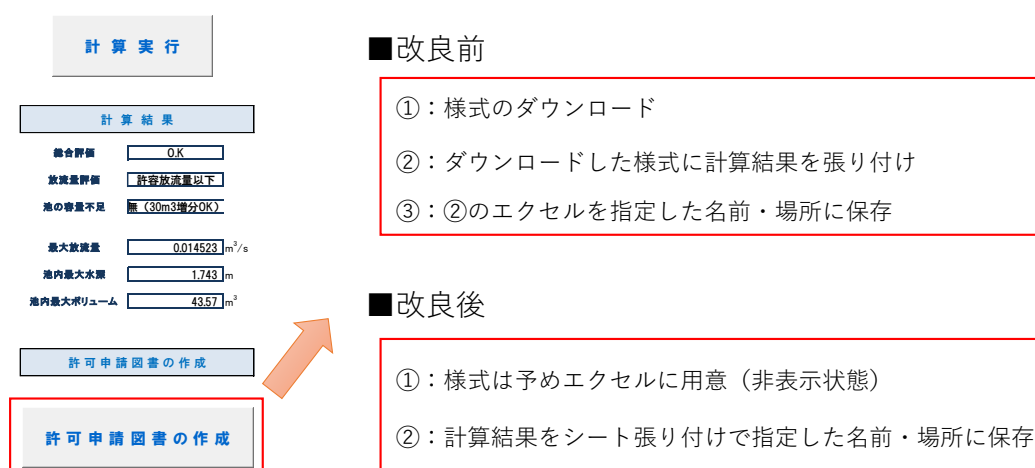 計算実行
計算結果
総合評価 O.K
放流量評価 許容放流量以下
池の容量不足 無（30m3増分OK）
最大放流量 0.014523 m³/s
池内最大水深 1.743 m
池内最大ボリューム 43.57 m³
許可申請図書の作成
許可申請図書の作成
■改良前
①：様式のダウンロード
②：ダウンロードした様式に計算結果を張り付け
③：②のエクセルを指定した名前・場所に保存
■改良後
①：様式は予めエクセルに用意（非表示状態）
②：計算結果をシート張り付けで指定した名前・場所に保存